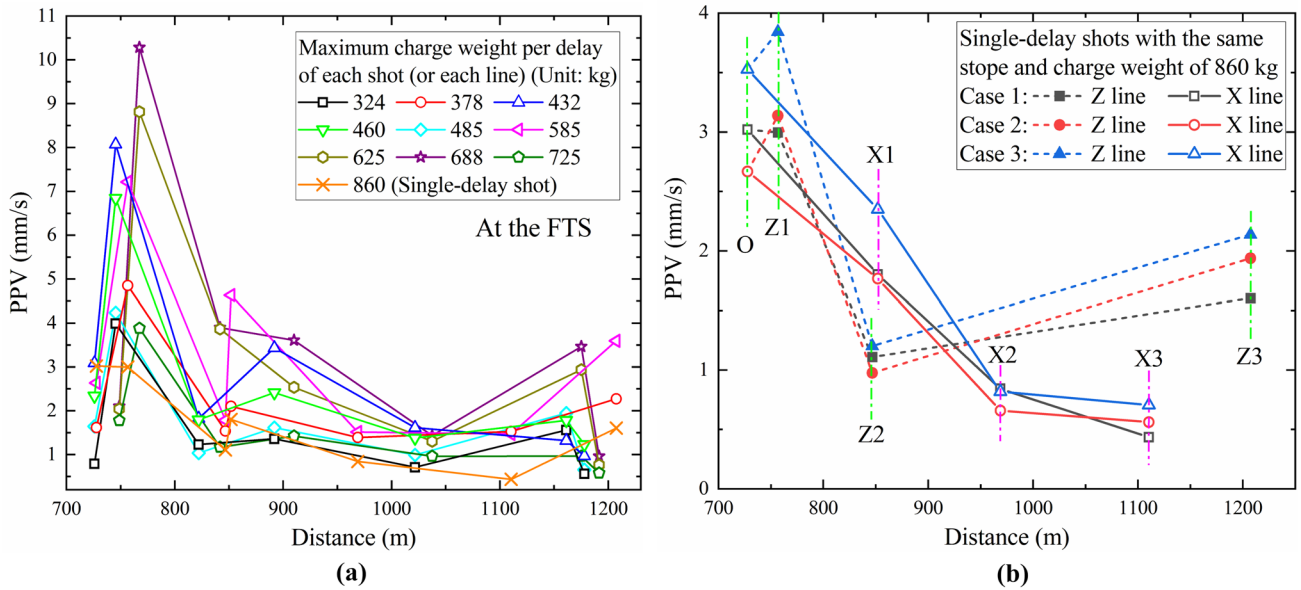 11
10
9
8
7
6
5
4
3
2
1
PPV (mm/s)
Maximum charge weight per delay
of each shot (or each line) (Unit: kg)
324 378 432
460 485 585
625 688 725
860 (Single-delay shot)
At the FTS
700 800 900 1000 1100 1200
Distance (m)
(a)
4
3
2
1
0
PPV (mm/s)
Single-delay shots with the same
stope and charge weight of 860 kg
Case 1: Z line X line
Case 2: Z line X line
Case 3: Z line X line
X1
Z1
O
X2
X3
Z3
Z2
700 800 900 1000 1100 1200
Distance (m)
(b)